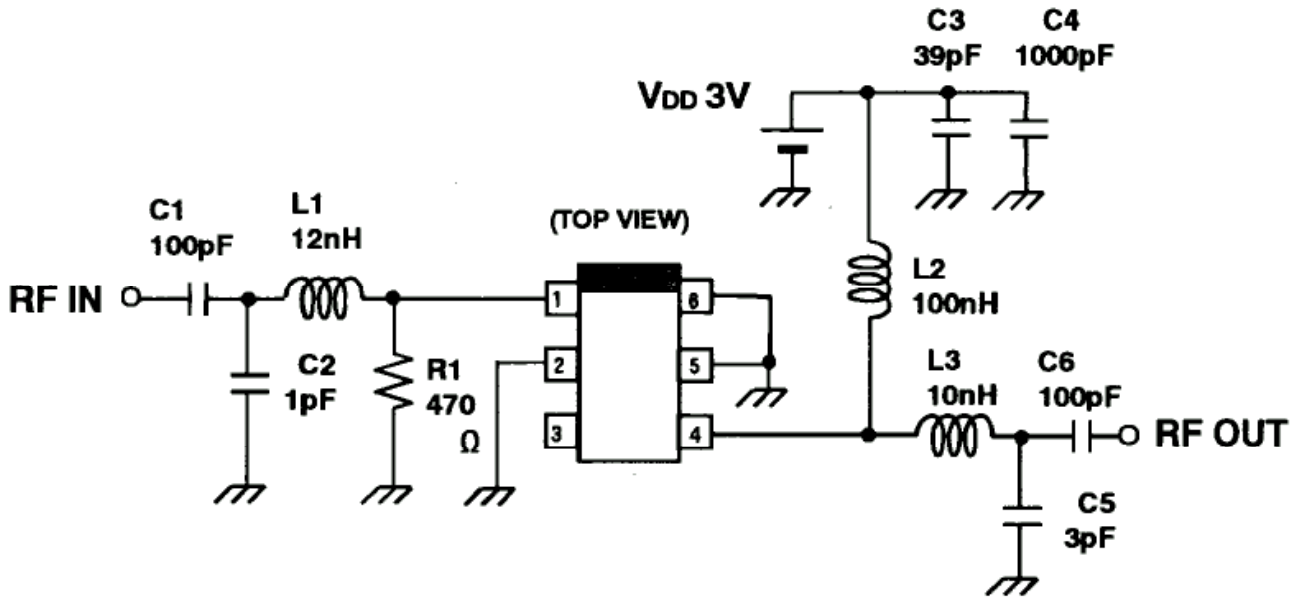 C3
39pF
C4
1000pF
VDD 3V
C1
100pF
L1
12nH
(TOP VIEW)
RF IN
1
6
L2
100nH
C2
1pF
R1
470
Ω
2
5
L3
10nH
C6
100pF
3
4
RF OUT
C5
3pF